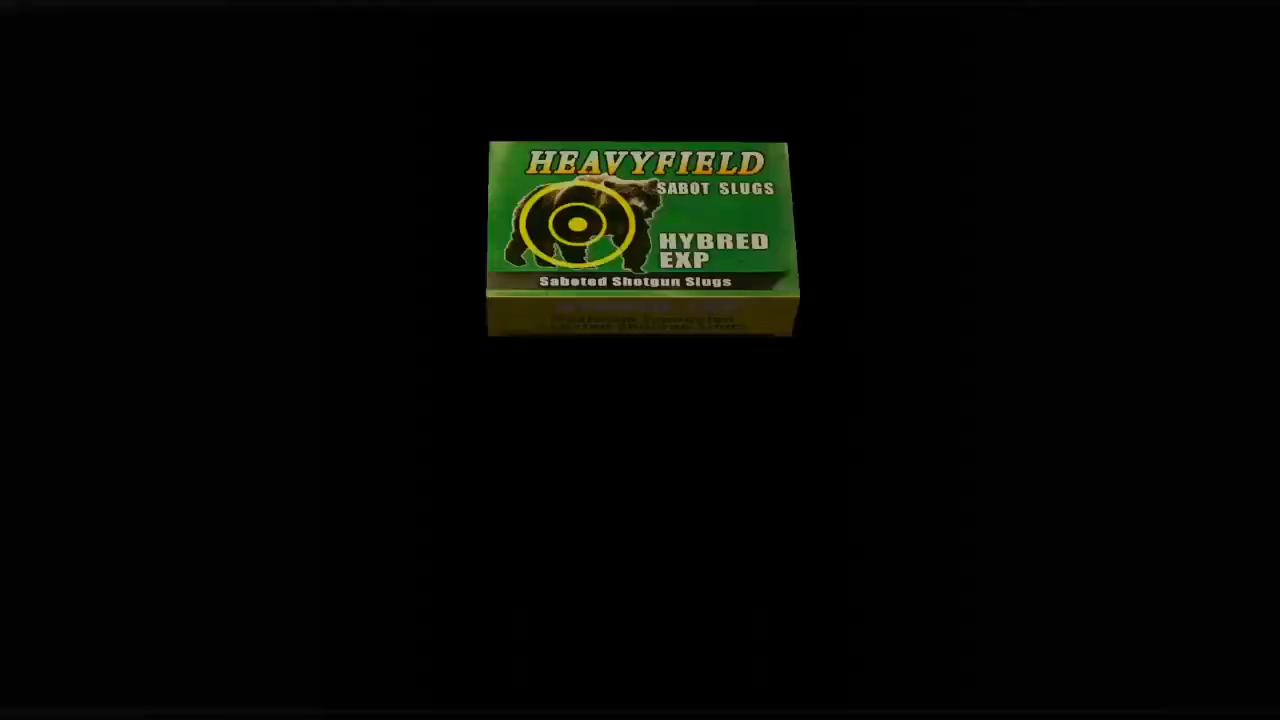 HEAVYFIELD
SABOT SLUGS
HYBRED
EXP
Saboted Shotgun Slugs